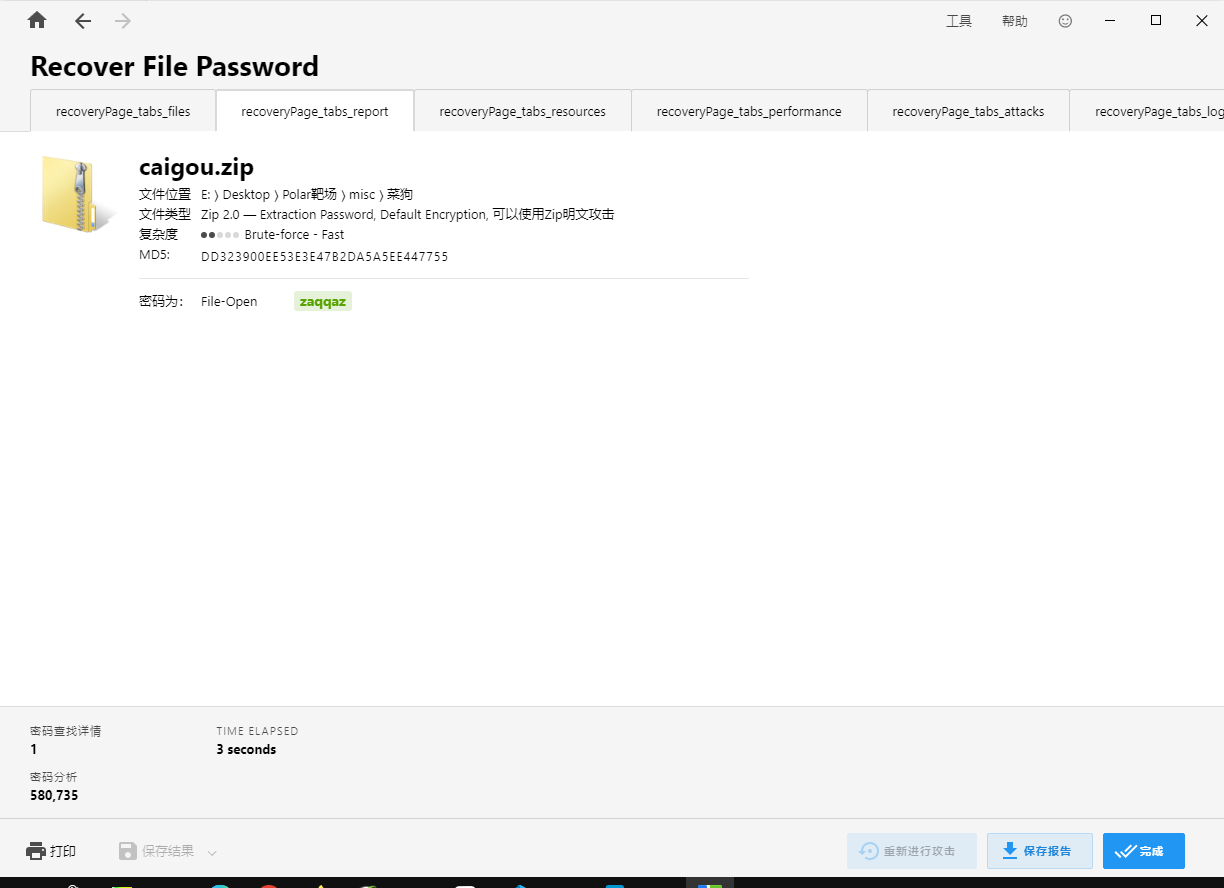 工具 帮助
Recover File Password
recoveryPage_tabs_files recoveryPage_tabs_report recoveryPage_tabs_resources recoveryPage_tabs_performance recoveryPage_tabs_attacks recoveryPage_tabs_log
caigou.zip
文件位置 E: 〉Desktop 〉Polar靶场 〉misc 〉菜狗
文件类型 Zip 2.0 — Extraction Password, Default Encryption, 可以使用Zip明文攻击
复杂度 Brute-force - Fast
MD5: DD323900EE53E3E47B2DA5A5EE447755
密码为: File-Open zaqqaz
密码查找详情 TIME ELAPSED
1 3 seconds
密码分析
580,735
打印 保存结果 重新进行攻击 保存报告 完成